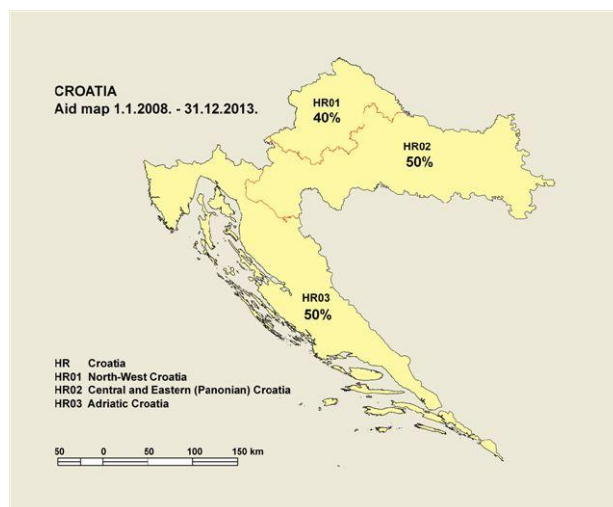 CROATIA
Aid map 1.1.2008. - 31.12.2013.
HR01
40%
HR02
50%
HR03
50%
HR Croatia
HR01 North-West Croatia
HR02 Central and Eastern (Panonian) Croatia
HR03 Adriatic Croatia
50 0 50 100 150 km